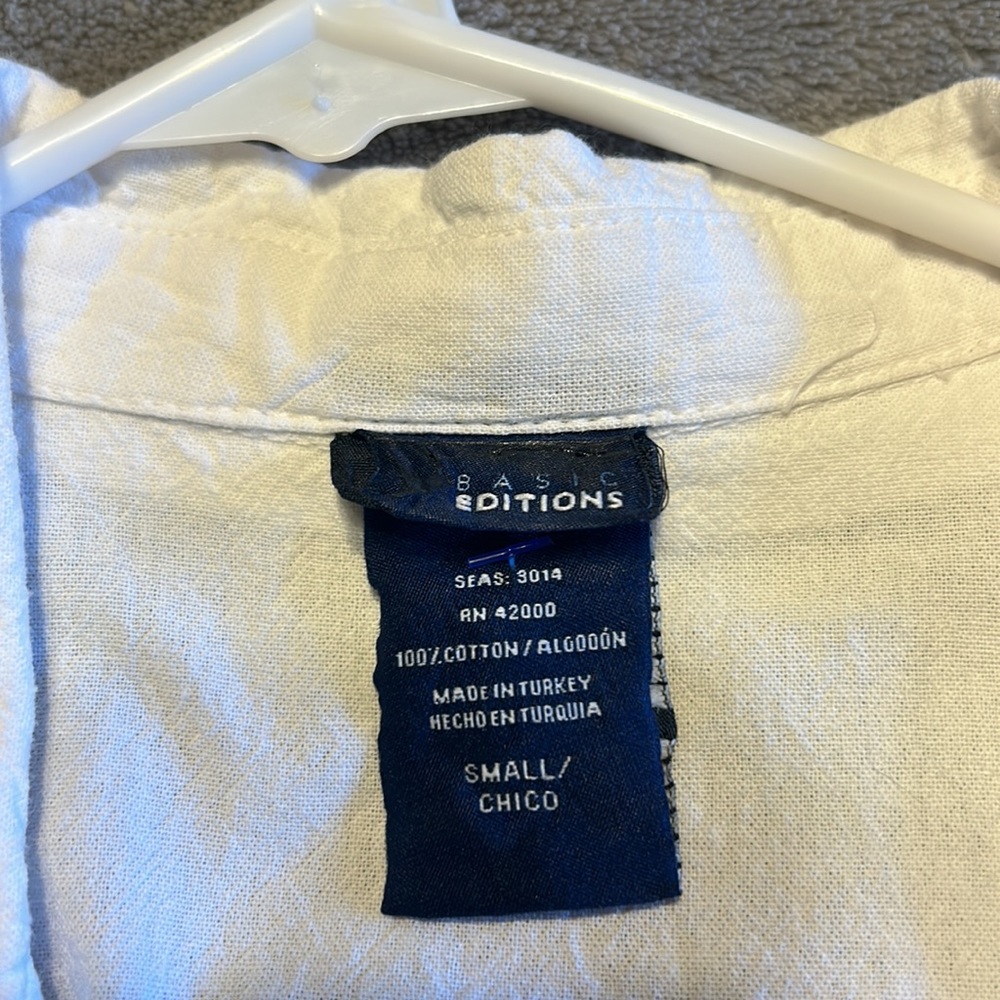 BASIC
EDITIONS
SEAS: 3014
RN 42000
100% COTTON / ALGODÓN
MADE IN TURKEY
HECHO EN TURQUIA
SMALL/
CHICO